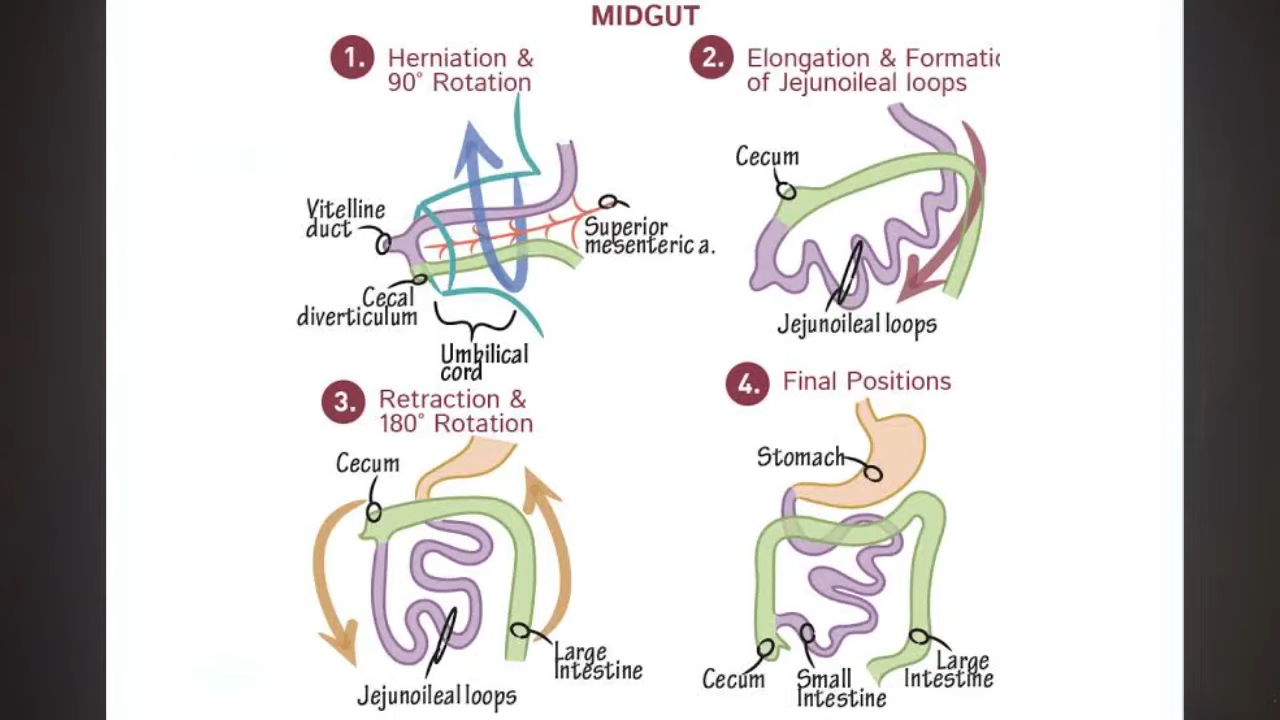 MIDGUT
1.
Herniation &
90° Rotation
Vitelline
duct
Superior
mesenteric a.
Cecal
diverticulum
Umbilical
cord
2.
Elongation & Formatic
of Jejunoileal loops
Cecum
Jejunoileal loops
3.
Retraction &
180° Rotation
Cecum
Large
Intestine
Jejunoileal loops
4.
Final Positions
Stomach
Cecum
Small
Intestine
Large
Intestine